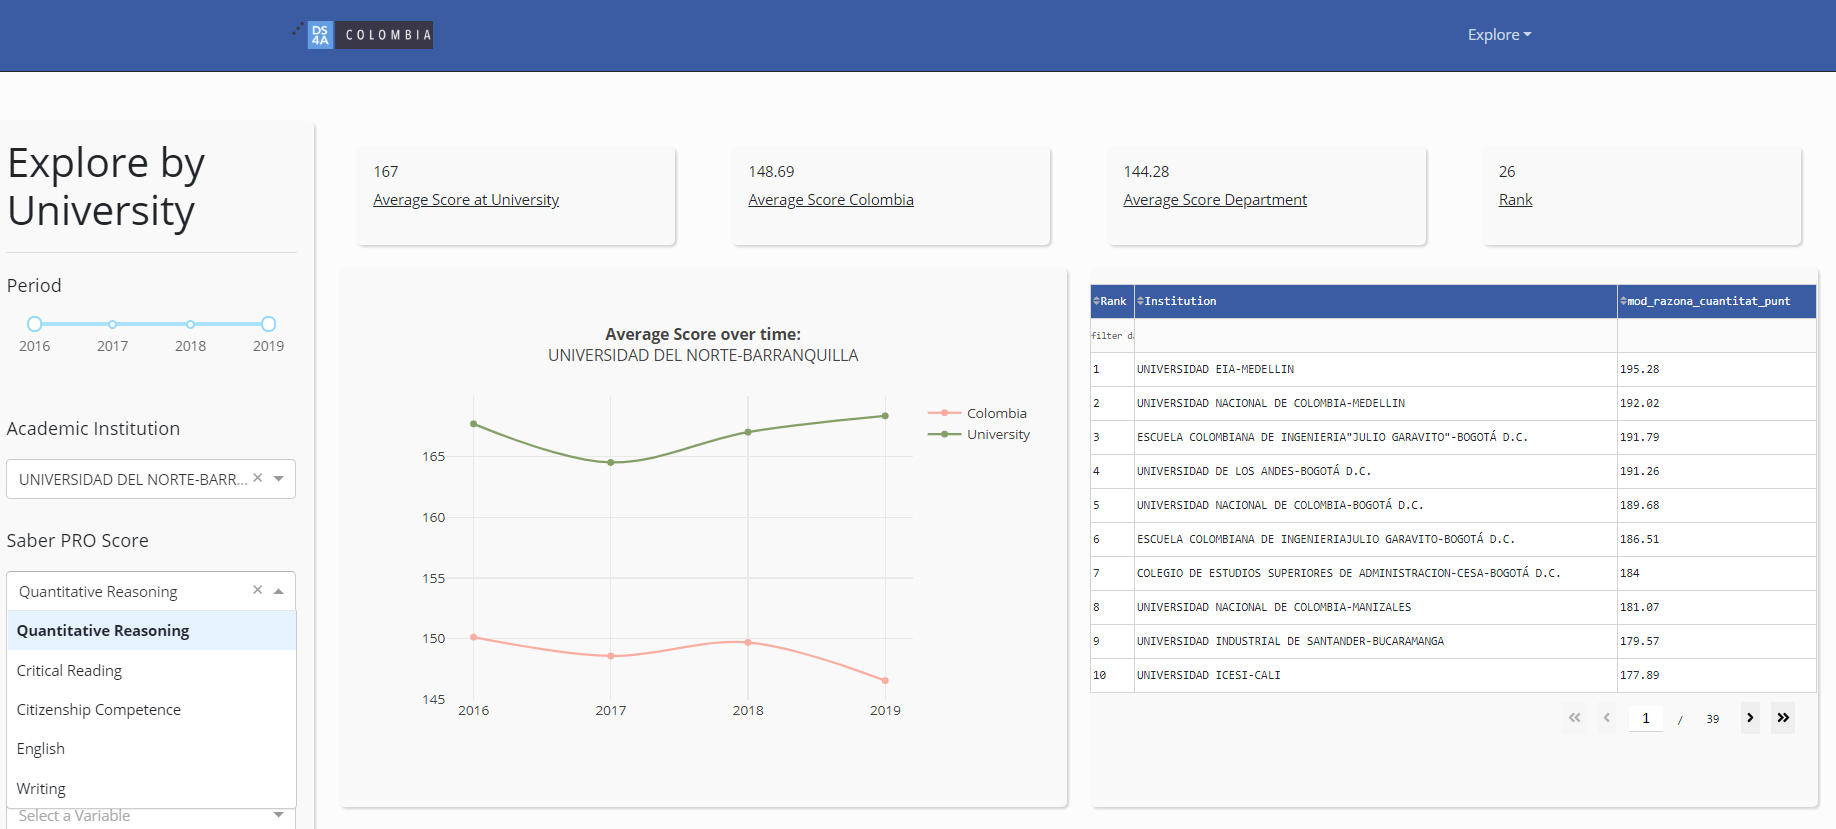 DS
4A
COLOMBIA
Explore
Explore by
University
Period
2016 2017 2018 2019
Academic Institution
UNIVERSIDAD DEL NORTE-BARR...
Saber PRO Score
Quantitative Reasoning
Quantitative Reasoning
Critical Reading
Citizenship Competence
English
Writing
Select a Variable
167
Average Score at University
148.69
Average Score Colombia
144.28
Average Score Department
26
Rank
Average Score over time:
UNIVERSIDAD DEL NORTE-BARRANQUILLA
Colombia
University
165
160
155
150
145
2016 2017 2018 2019
Rank Institution mod_razona_cuantitat_punt
filter d
1 UNIVERSIDAD EIA-MEDELLIN 195.28
2 UNIVERSIDAD NACIONAL DE COLOMBIA-MEDELLIN 192.02
3 ESCUELA COLOMBIANA DE INGENIERIA"JULIO GARAVITO"-BOGOTÁ D.C. 191.79
4 UNIVERSIDAD DE LOS ANDES-BOGOTÁ D.C. 191.26
5 UNIVERSIDAD NACIONAL DE COLOMBIA-BOGOTÁ D.C. 189.68
6 ESCUELA COLOMBIANA DE INGENIERIAJULIO GARAVITO-BOGOTÁ D.C. 186.51
7 COLEGIO DE ESTUDIOS SUPERIORES DE ADMINISTRACION-CESA-BOGOTÁ D.C. 184
8 UNIVERSIDAD NACIONAL DE COLOMBIA-MANIZALES 181.07
9 UNIVERSIDAD INDUSTRIAL DE SANTANDER-BUCARAMANGA 179.57
10 UNIVERSIDAD ICESI-CALI 177.89
1 / 39